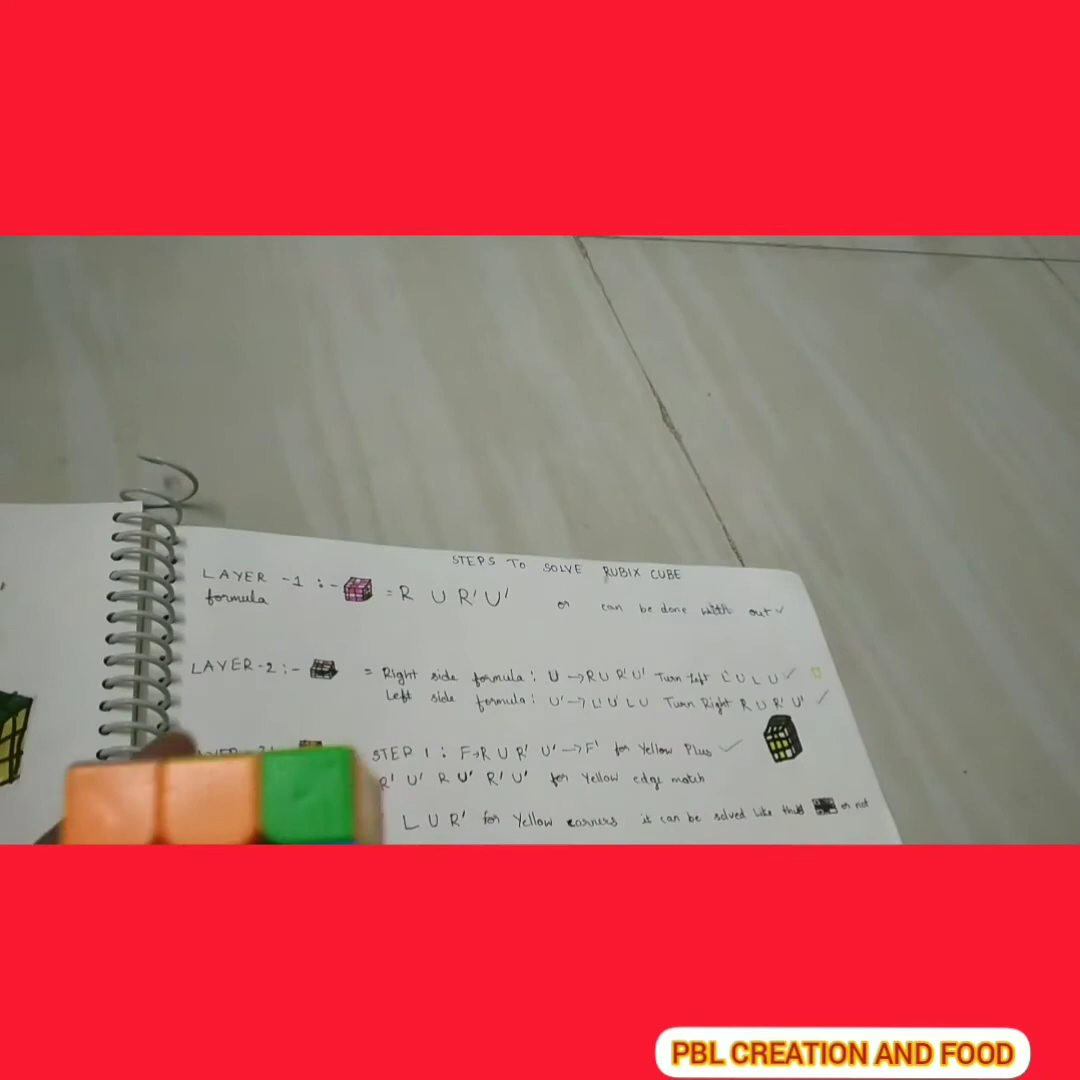 STEPS TO SOLVE RUBIX CUBE
LAYER -1 :- = R U R' U' or can be done with out
formula
LAYER-2 :- = Right side formula : U → R U R' U' Turn left L' U L U
Left side formula : U' → L' U' L U Turn Right R U R' U'
STEP 1 : F→R U R' U' → F' for Yellow Plus
R' U' R U' R' U' for Yellow edge match
L U R' for Yellow earners it can be solved like this or not
PBL CREATION AND FOOD